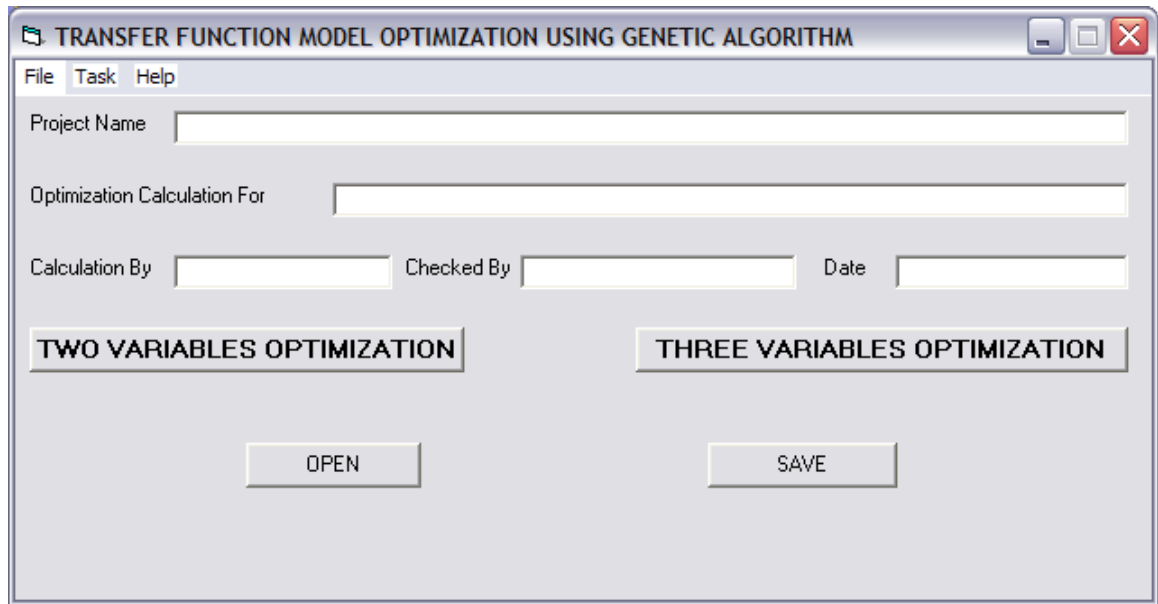 TRANSFER FUNCTION MODEL OPTIMIZATION USING GENETIC ALGORITHM
File Task Help
Project Name
Optimization Calculation For
Calculation By Checked By Date
TWO VARIABLES OPTIMIZATION THREE VARIABLES OPTIMIZATION
OPEN SAVE